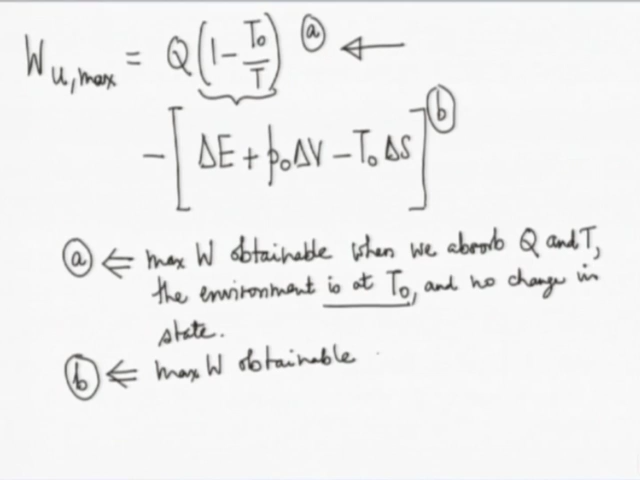 W_u,max = Q(1 - T₀/T) ⓐ ←
- [ΔE + p₀ΔV - T₀ΔS] ⓑ
ⓐ ⇐ max W obtainable when we absorb Q and T,
the environment is at T₀, and no change in
state.
ⓑ ⇐ max W obtainable